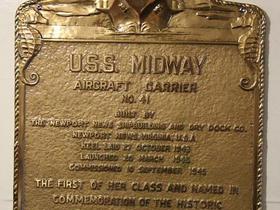 U.S.S. MIDWAY
AIRCRAFT CARRIER
NO. 41
BUILT BY
THE NEWPORT NEWS SHIPBUILDING AND DRY DOCK CO.
NEWPORT NEWS, VIRGINIA, U.S.A.
KEEL LAID 27 OCTOBER 1943
LAUNCHED 20 MARCH 1945
COMMISSIONED 10 SEPTEMBER 1945
THE FIRST OF HER CLASS AND NAMED IN
COMMEMORATION OF THE HISTORIC